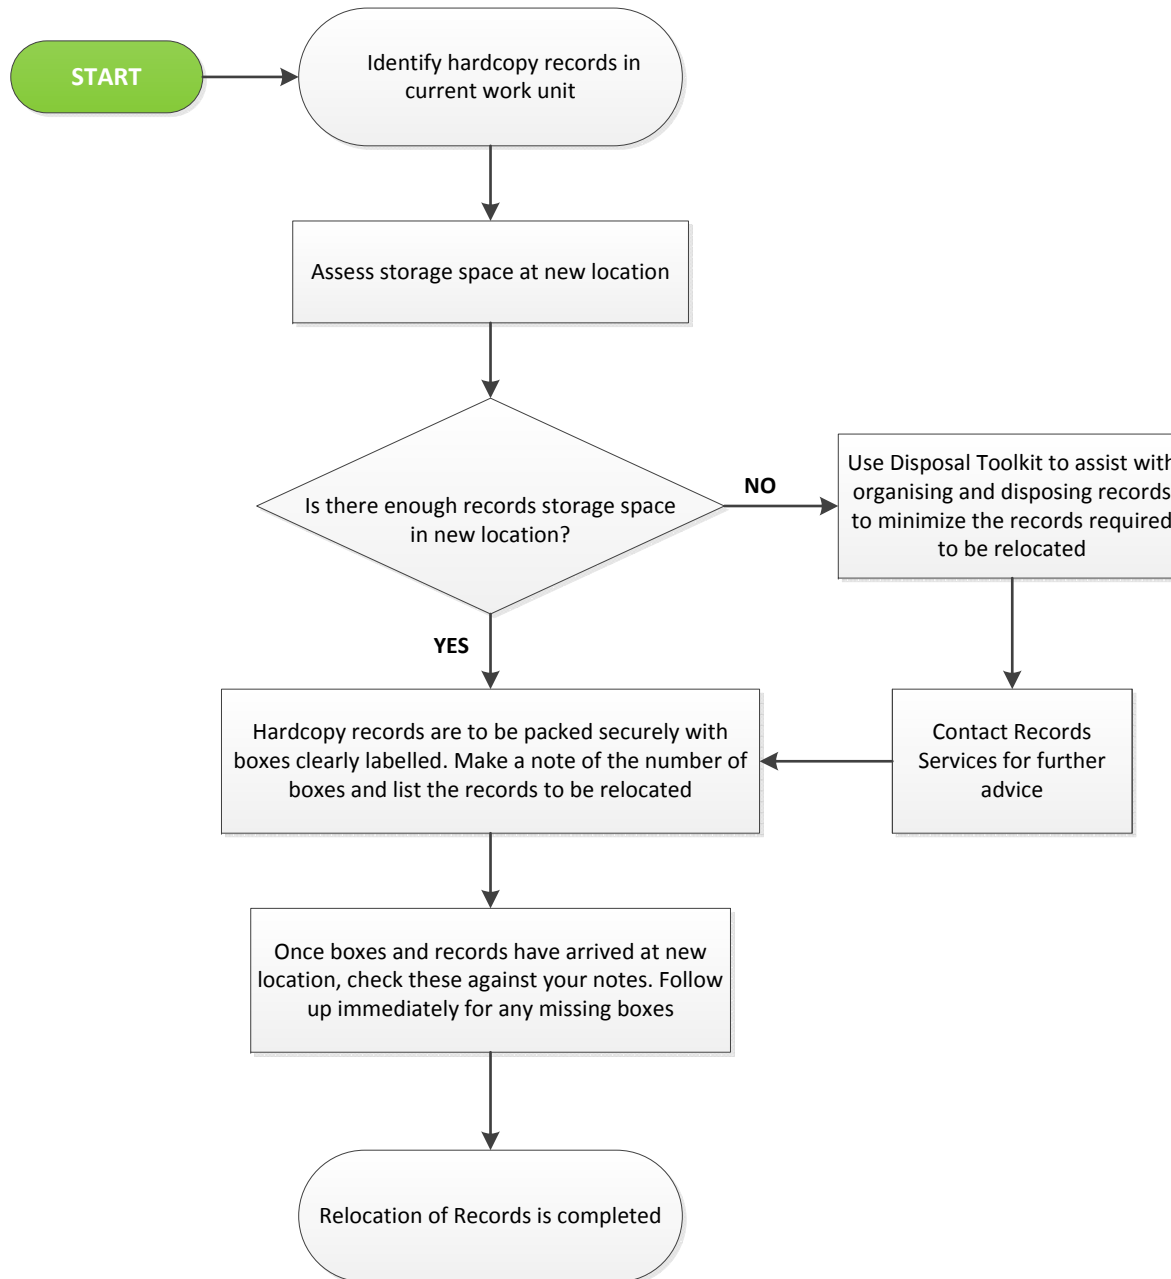 START
Identify hardcopy records in
current work unit
Assess storage space at new location
Is there enough records storage space
in new location?
NO
Use Disposal Toolkit to assist with
organising and disposing records
to minimize the records required
to be relocated
YES
Hardcopy records are to be packed securely with
boxes clearly labelled. Make a note of the number of
boxes and list the records to be relocated
Contact Records
Services for further
advice
Once boxes and records have arrived at new
location, check these against your notes. Follow
up immediately for any missing boxes
Relocation of Records is completed